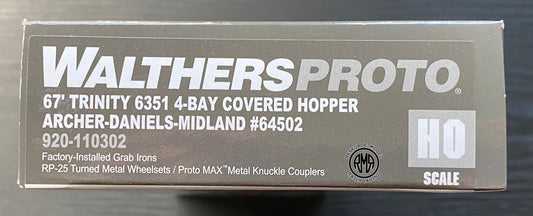 WALTHERSPROTO®
67' TRINITY 6351 4-BAY COVERED HOPPER
ARCHER-DANIELS-MIDLAND #64502
920-110302
Factory-Installed Grab Irons
RP-25 Turned Metal Wheelsets / Proto MAX™ Metal Knuckle Couplers
RMR
HO
SCALE